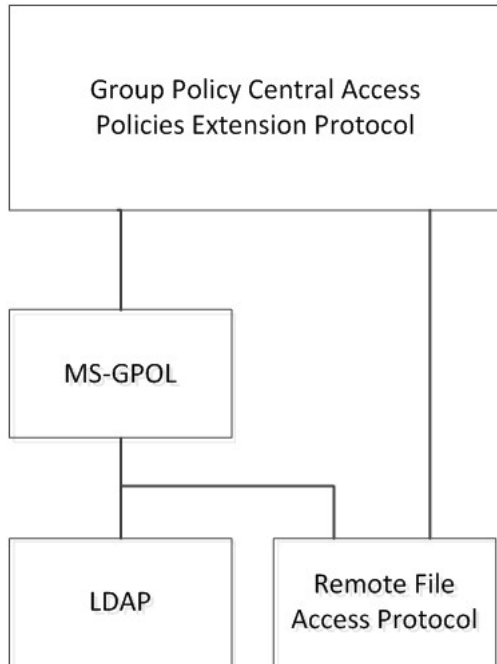 Group Policy Central Access
Policies Extension Protocol
MS-GPOL
LDAP
Remote File
Access Protocol